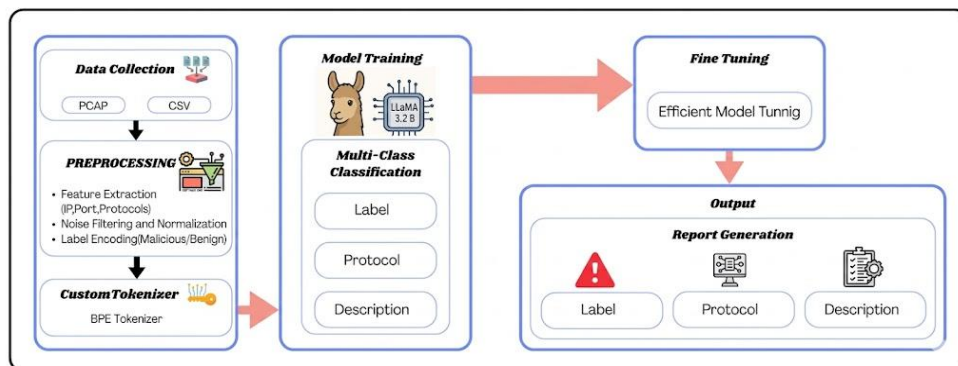 Data Collection
PCAP
CSV
PREPROCESSING
• Feature Extraction
(IP,Port,Protocols)
• Noise Filtering and Normalization
• Label Encoding(Malicious/Benign)
CustomTokenizer
BPE Tokenizer
Model Training
LLaMA
3.2 B
Multi-Class
Classification
Label
Protocol
Description
Fine Tuning
Efficient Model Tunnig
Output
Report Generation
Label
Protocol
Description